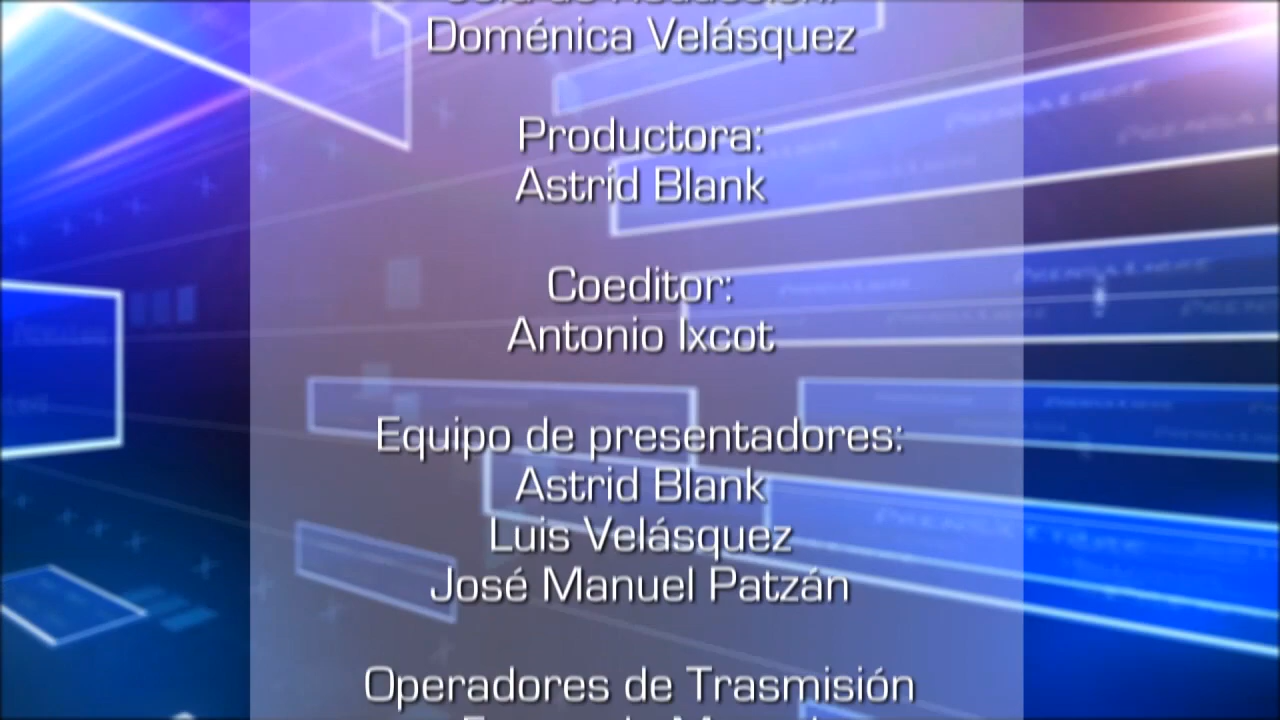 Doménica Velásquez
Productora:
Astrid Blank
Coeditor:
Antonio Ixcot
Equipo de presentadores:
Astrid Blank
Luis Velásquez
José Manuel Patzán
Operadores de Trasmisión